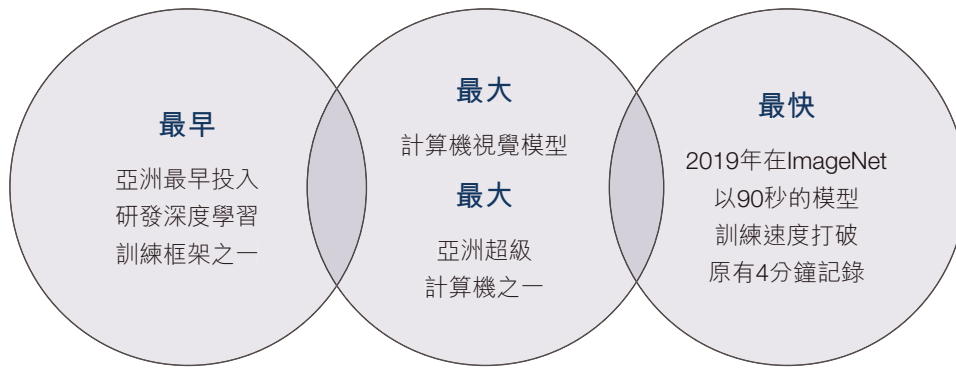 最早
亞洲最早投入
研發深度學習
訓練框架之一
最大
計算機視覺模型
最大
亞洲超級
計算機之一
最快
2019年在ImageNet
以90秒的模型
訓練速度打破
原有4分鐘記錄